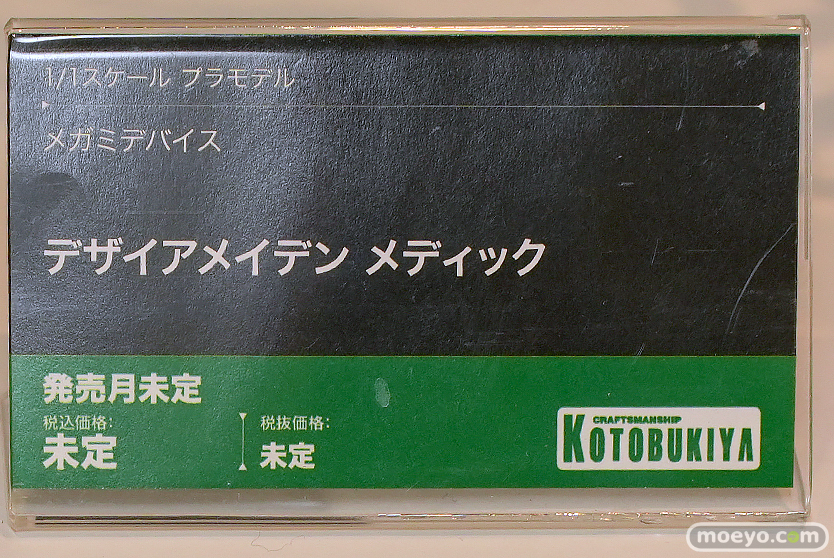 1/1スケール プラモデル
メガミデバイス
デザイアメイデン メディック
発売月未定
税込価格:
未定
税抜価格:
未定
CRAFTSMANSHIP
KOTOBUKIYA
moeyo.com